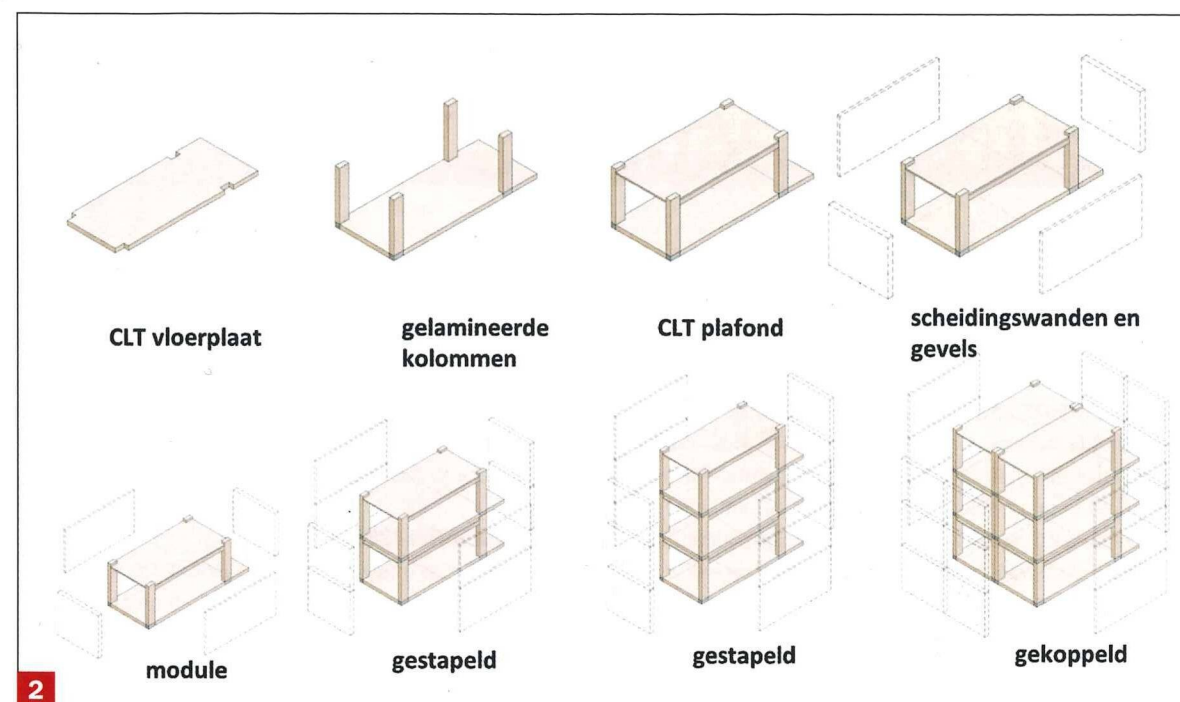 CLT vloerplaat
gelamineerde
kolommen
CLT plafond
scheidingswanden en
gevels
module
gestapeld
gestapeld
gekoppeld
2